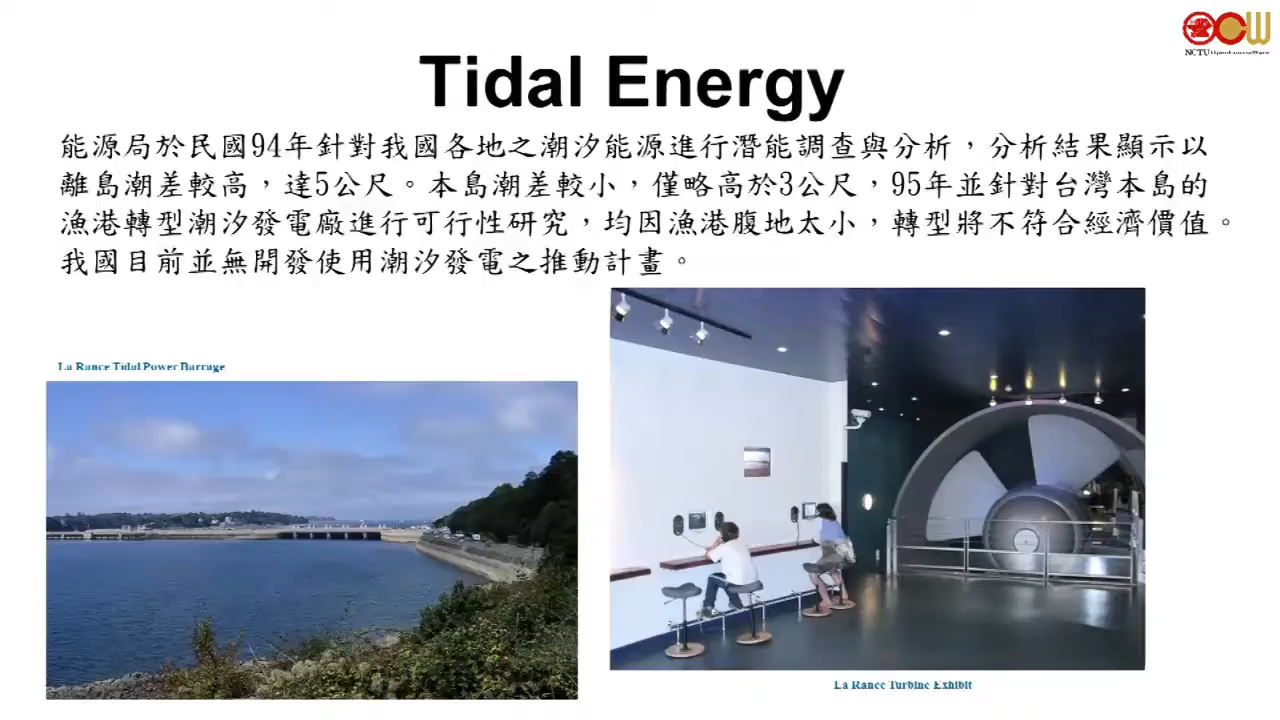 NCTU OpenCourseWare
Tidal Energy
能源局於民國94年針對我國各地之潮汐能源進行潛能調查與分析，分析結果顯示以
離島潮差較高，達5公尺。本島潮差較小，僅略高於3公尺，95年並針對台灣本島的
漁港轉型潮汐發電廠進行可行性研究，均因漁港腹地太小，轉型將不符合經濟價值。
我國目前並無開發使用潮汐發電之推動計畫。
La Rance Tidal Power Barrage
La Rance Turbine Exhibit